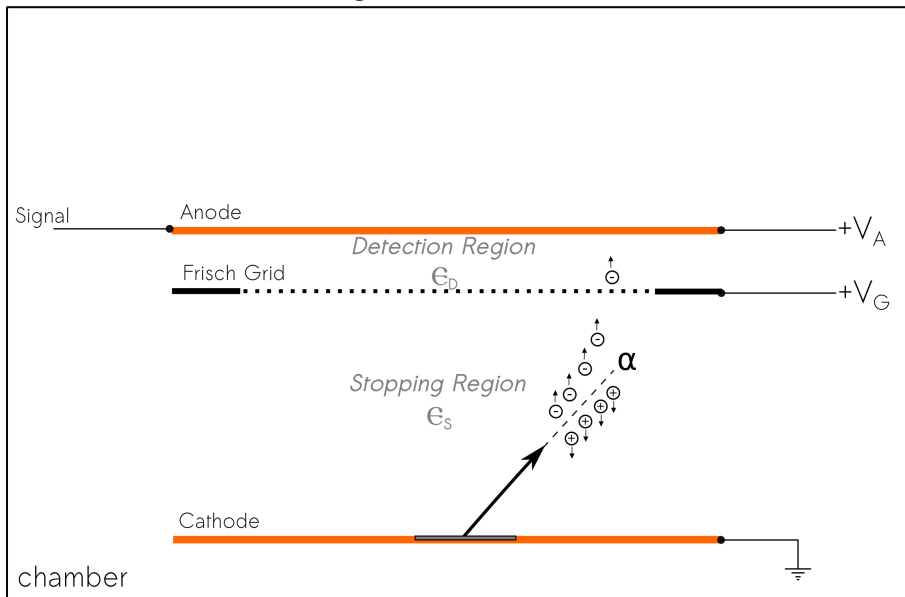 Signal
Anode
+V_A
Detection Region
ϵ_D
Frisch Grid
+V_G
α
Stopping Region
ϵ_S
Cathode
chamber